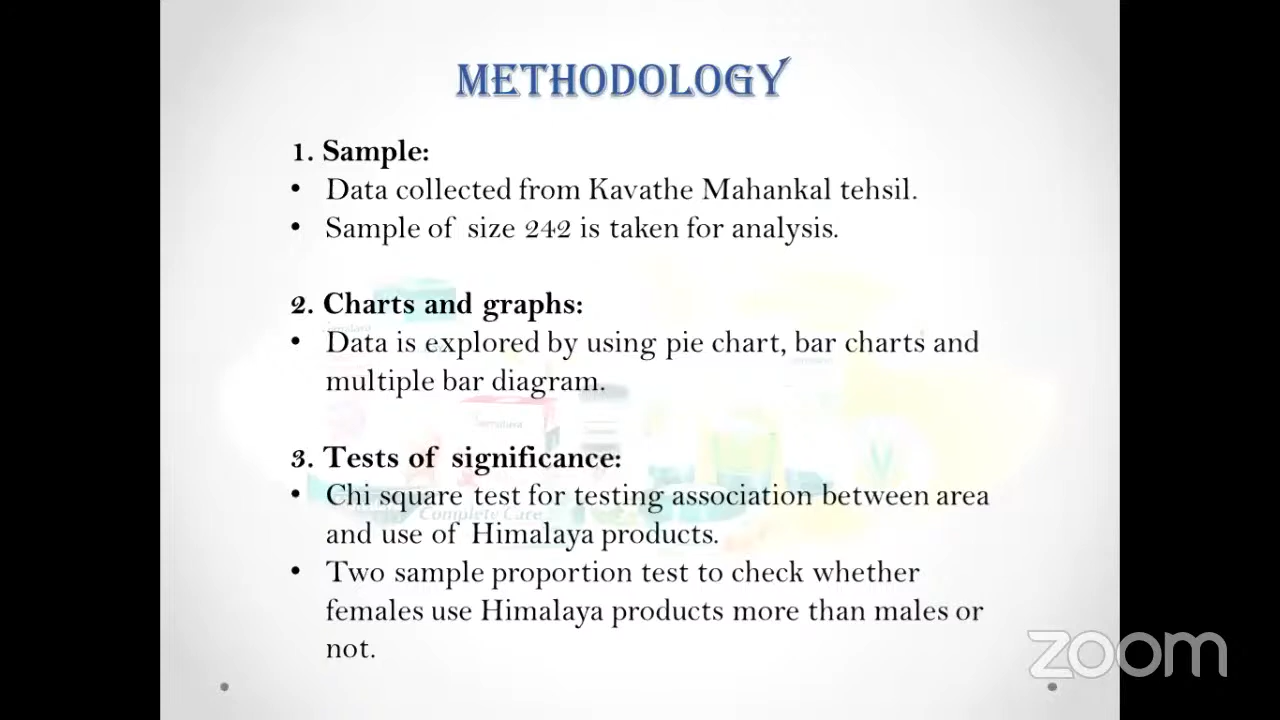 METHODOLOGY
1. Sample:
• Data collected from Kavathe Mahankal tehsil.
• Sample of size 242 is taken for analysis.
2. Charts and graphs:
• Data is explored by using pie chart, bar charts and
multiple bar diagram.
3. Tests of significance:
• Chi square test for testing association between area
Complete Care
and use of Himalaya products.
• Two sample proportion test to check whether
females use Himalaya products more than males or
not.
zoom